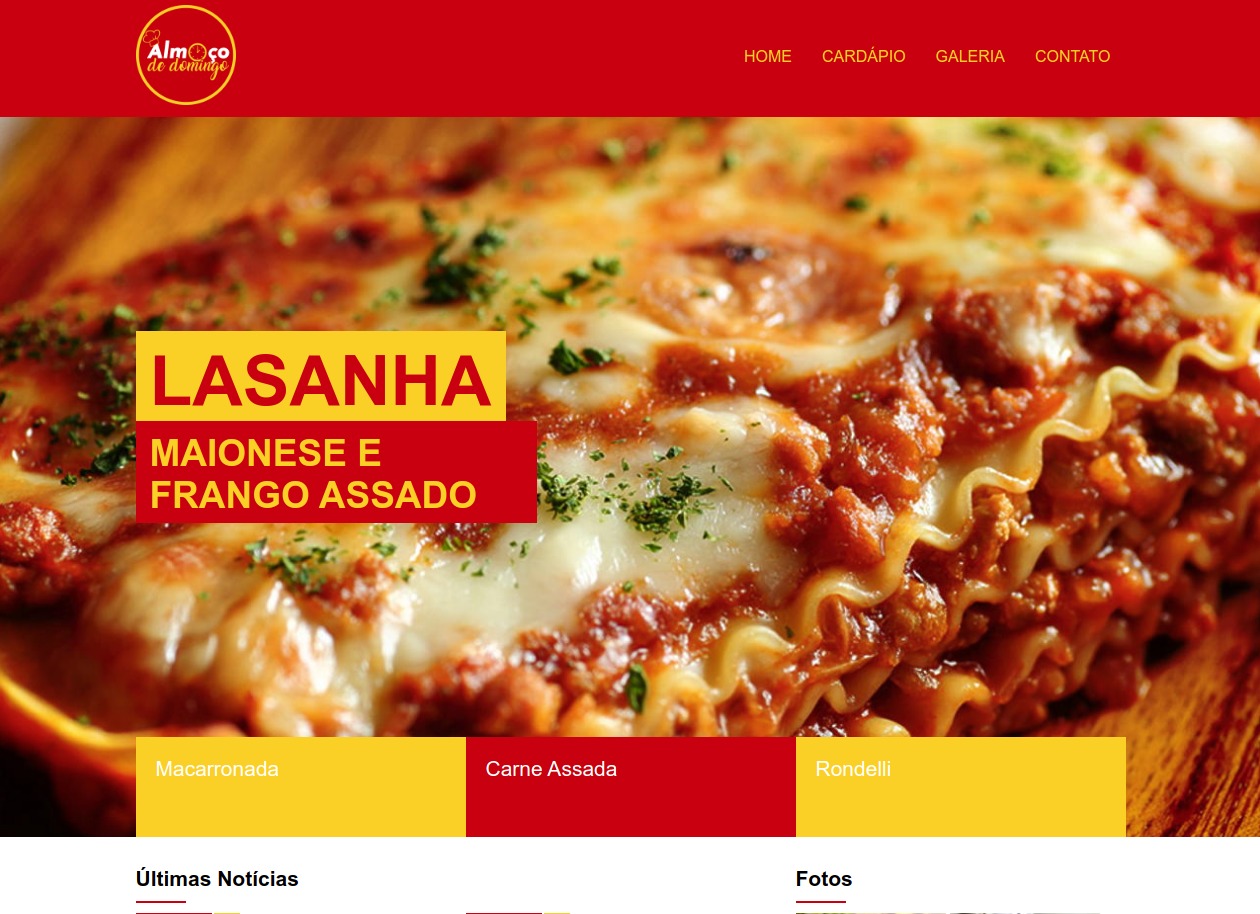 Almoço
de domingo
HOME CARDÁPIO GALERIA CONTATO
LASANHA
MAIONESE E
FRANGO ASSADO
Macarronada Carne Assada Rondelli
Últimas Notícias Fotos